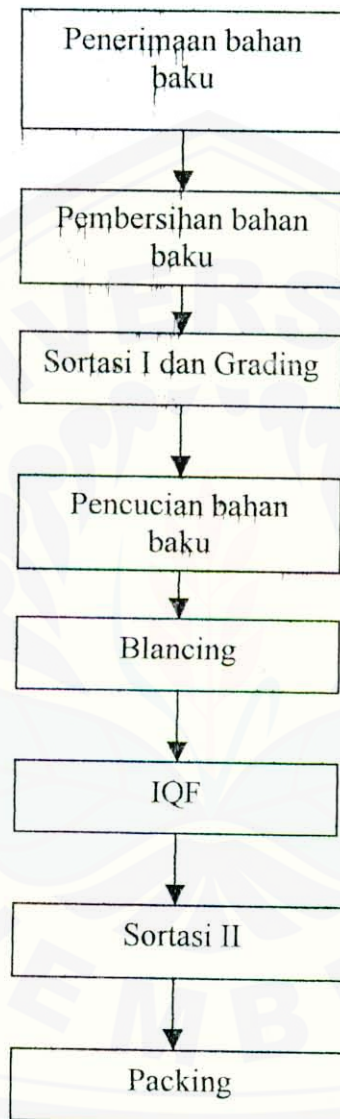 Penerimaan bahan
baku
Pembersihan bahan
baku
Sortasi I dan Grading
Pencucian bahan
baku
Blancing
IQF
Sortasi II
Packing